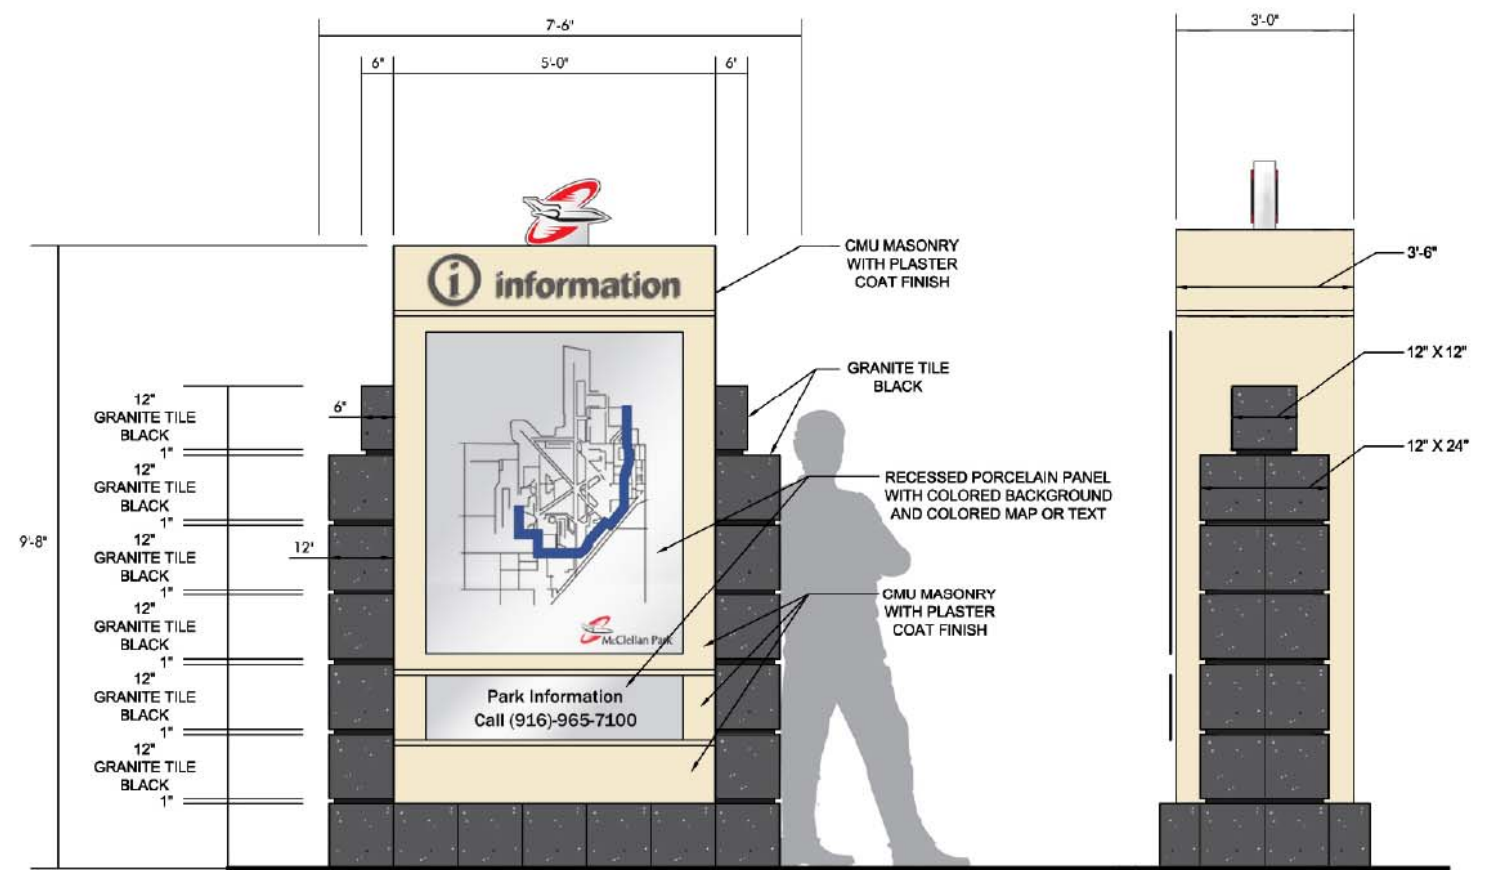 7'-6"
3'-0"
6"
5'-0"
6'
CMU MASONRY
WITH PLASTER
COAT FINISH
3'-6"
i information
12" X 12"
GRANITE TILE
BLACK
12"
GRANITE TILE
BLACK
6"
1"
12" X 24"
12"
GRANITE TILE
BLACK
RECESSED PORCELAIN PANEL
WITH COLORED BACKGROUND
AND COLORED MAP OR TEXT
1"
9'-8"
12"
GRANITE TILE
BLACK
12'
1"
12"
GRANITE TILE
BLACK
CMU MASONRY
WITH PLASTER
COAT FINISH
McClellan Park
1"
12"
GRANITE TILE
BLACK
Park Information
Call (916)-965-7100
1"
12"
GRANITE TILE
BLACK
1"